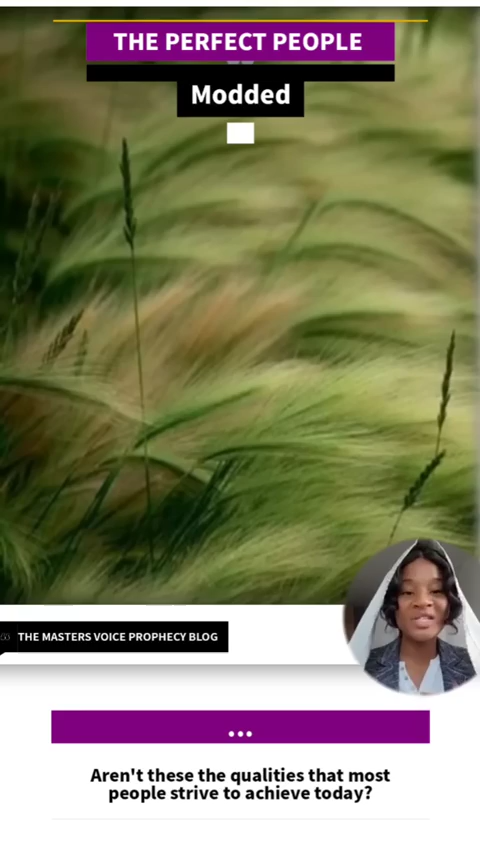 THE PERFECT PEOPLE
Modded
THE MASTERS VOICE PROPHECY BLOG
...
Aren't these the qualities that most
people strive to achieve today?